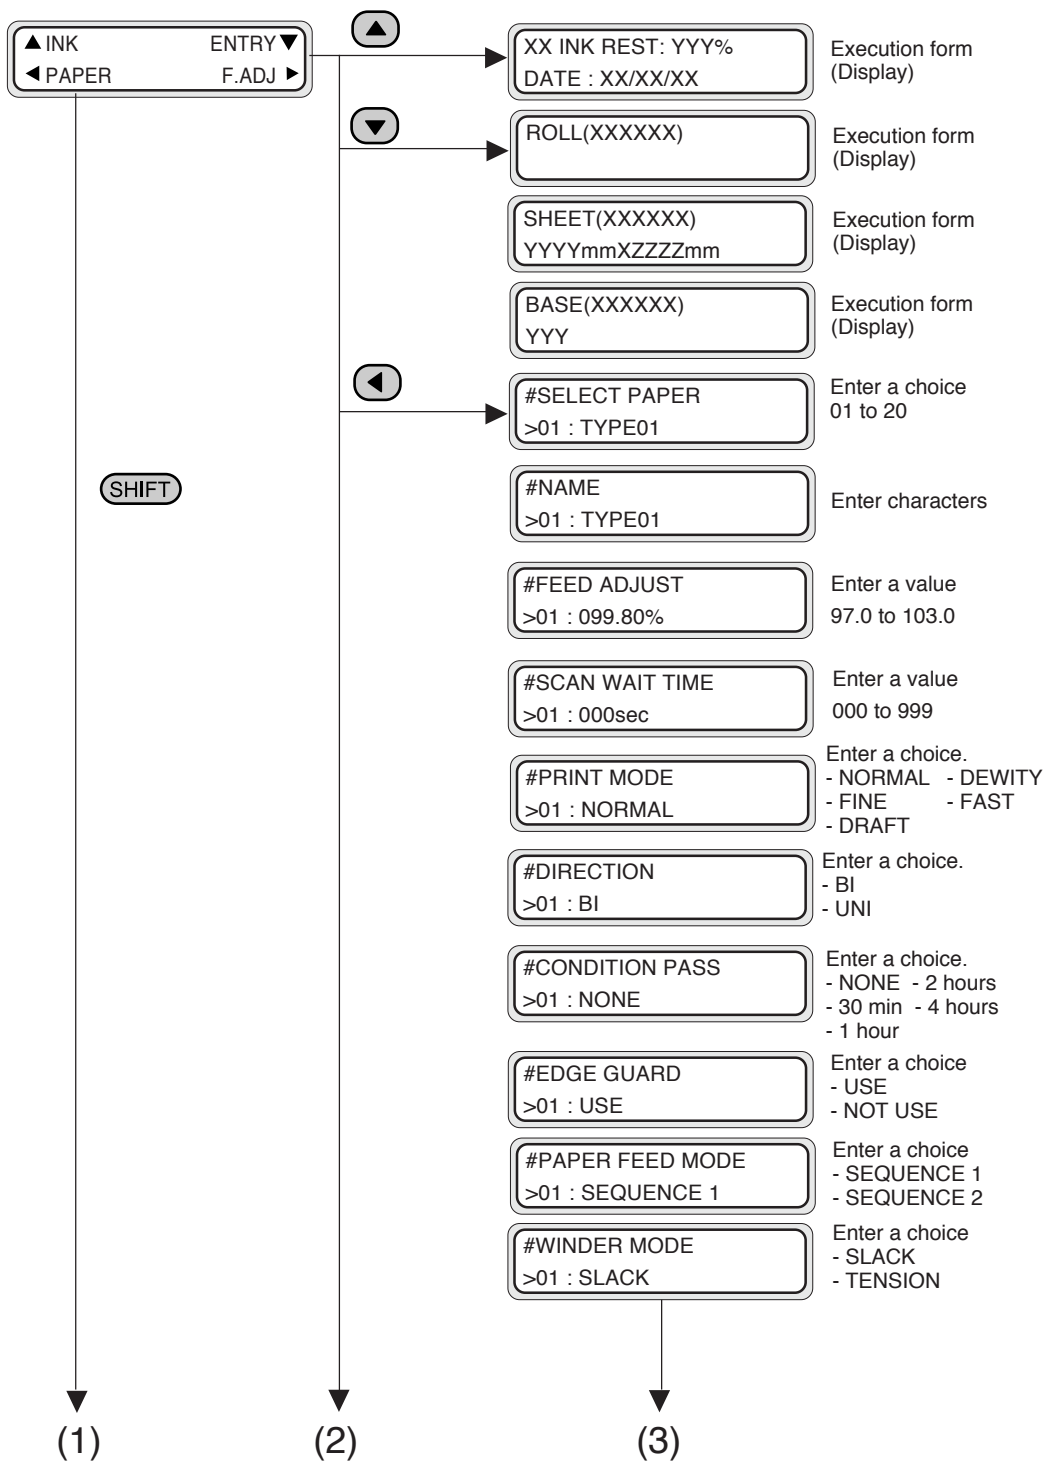 ▲ INK ENTRY ▼
◀ PAPER F.ADJ ▶
XX INK REST: YYY%
DATE : XX/XX/XX
Execution form
(Display)
ROLL(XXXXXX)
Execution form
(Display)
SHEET(XXXXXX)
YYYYmmXZZZZmm
Execution form
(Display)
BASE(XXXXXX)
YYY
Execution form
(Display)
#SELECT PAPER
>01 : TYPE01
Enter a choice
01 to 20
SHIFT
#NAME
>01 : TYPE01
Enter characters
#FEED ADJUST
>01 : 099.80%
Enter a value
97.0 to 103.0
#SCAN WAIT TIME
>01 : 000sec
Enter a value
000 to 999
#PRINT MODE
>01 : NORMAL
Enter a choice.
- NORMAL - DEWITY
- FINE - FAST
- DRAFT
#DIRECTION
>01 : BI
Enter a choice.
- BI
- UNI
#CONDITION PASS
>01 : NONE
Enter a choice.
- NONE - 2 hours
- 30 min - 4 hours
- 1 hour
#EDGE GUARD
>01 : USE
Enter a choice
- USE
- NOT USE
#PAPER FEED MODE
>01 : SEQUENCE 1
Enter a choice
- SEQUENCE 1
- SEQUENCE 2
#WINDER MODE
>01 : SLACK
Enter a choice
- SLACK
- TENSION
(1) (2) (3)